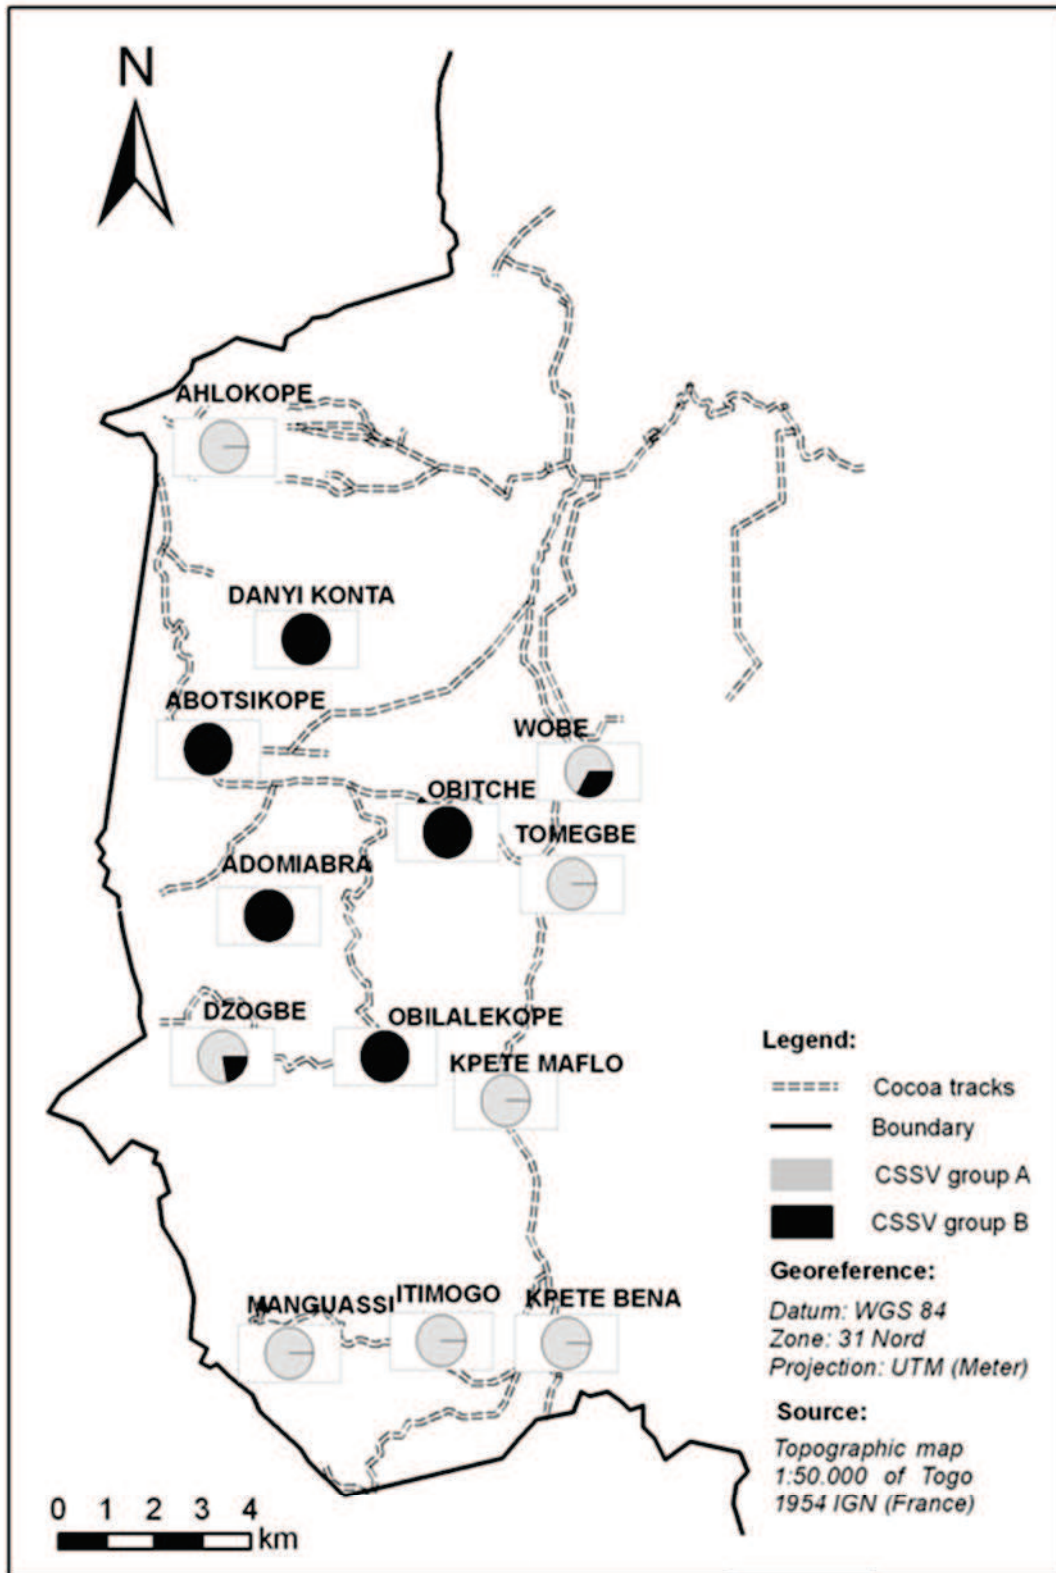 N
AHLOKOPE
DANYI KONTA
ABOTSIKOPE
WOBE
OBITCHE
TOMEGBE
ADOMIABRA
DZOGBE
OBILALEKOPE
KPETE MAFLO
MANGUASSI
ITIMOGO
KPETE BENA
Legend:
Cocoa tracks
Boundary
CSSV group A
CSSV group B
Georeference:
Datum: WGS 84
Zone: 31 Nord
Projection: UTM (Meter)
Source:
Topographic map
1:50.000 of Togo
1954 IGN (France)
0 1 2 3 4
km